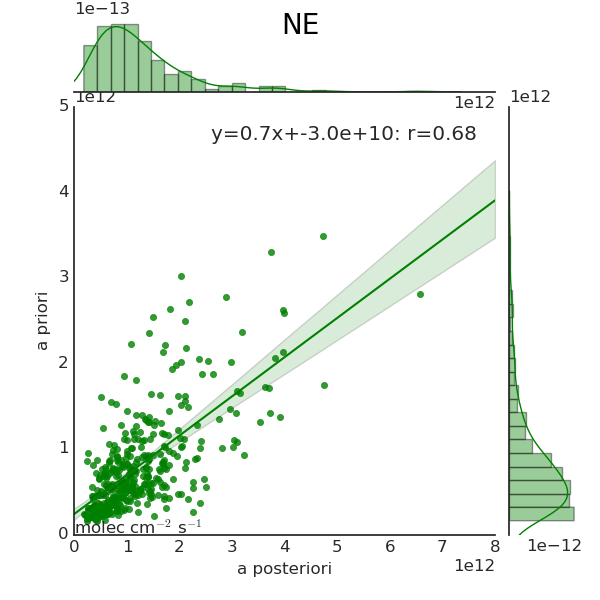 1e−13
NE
1e12
1e12
1e12
y=0.7x+-3.0e+10: r=0.68
5
4
3
2
1
0
a priori
molec cm⁻² s⁻¹
0 1 2 3 4 5 6 7 8
1e−12
a posteriori
1e12